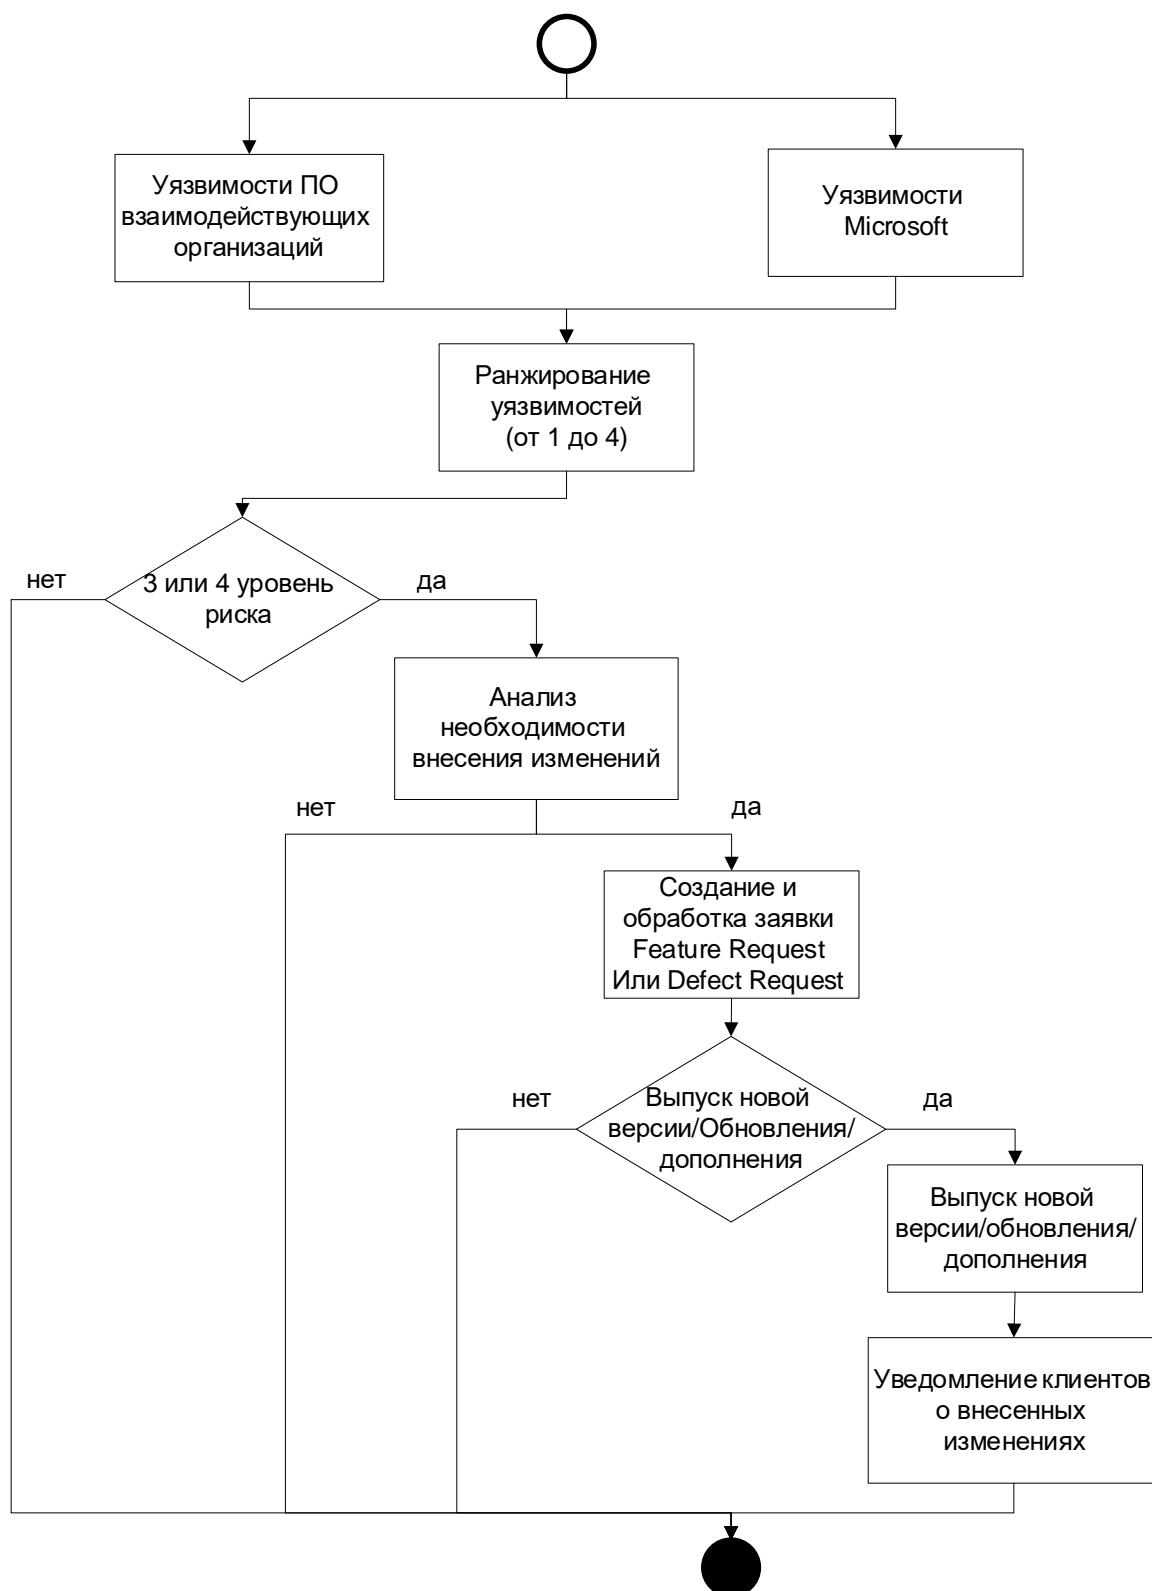 Уязвимости ПО
взаимодействующих
организаций
Уязвимости
Microsoft
Ранжирование
уязвимостей
(от 1 до 4)
нет
3 или 4 уровень
риска
да
Анализ
необходимости
внесения изменений
нет
да
Создание и
обработка заявки
Feature Request
Или Defect Request
нет
Выпуск новой
версии/Обновления/
дополнения
да
Выпуск новой
версии/обновления/
дополнения
Уведомление клиентов
о внесенных
изменениях